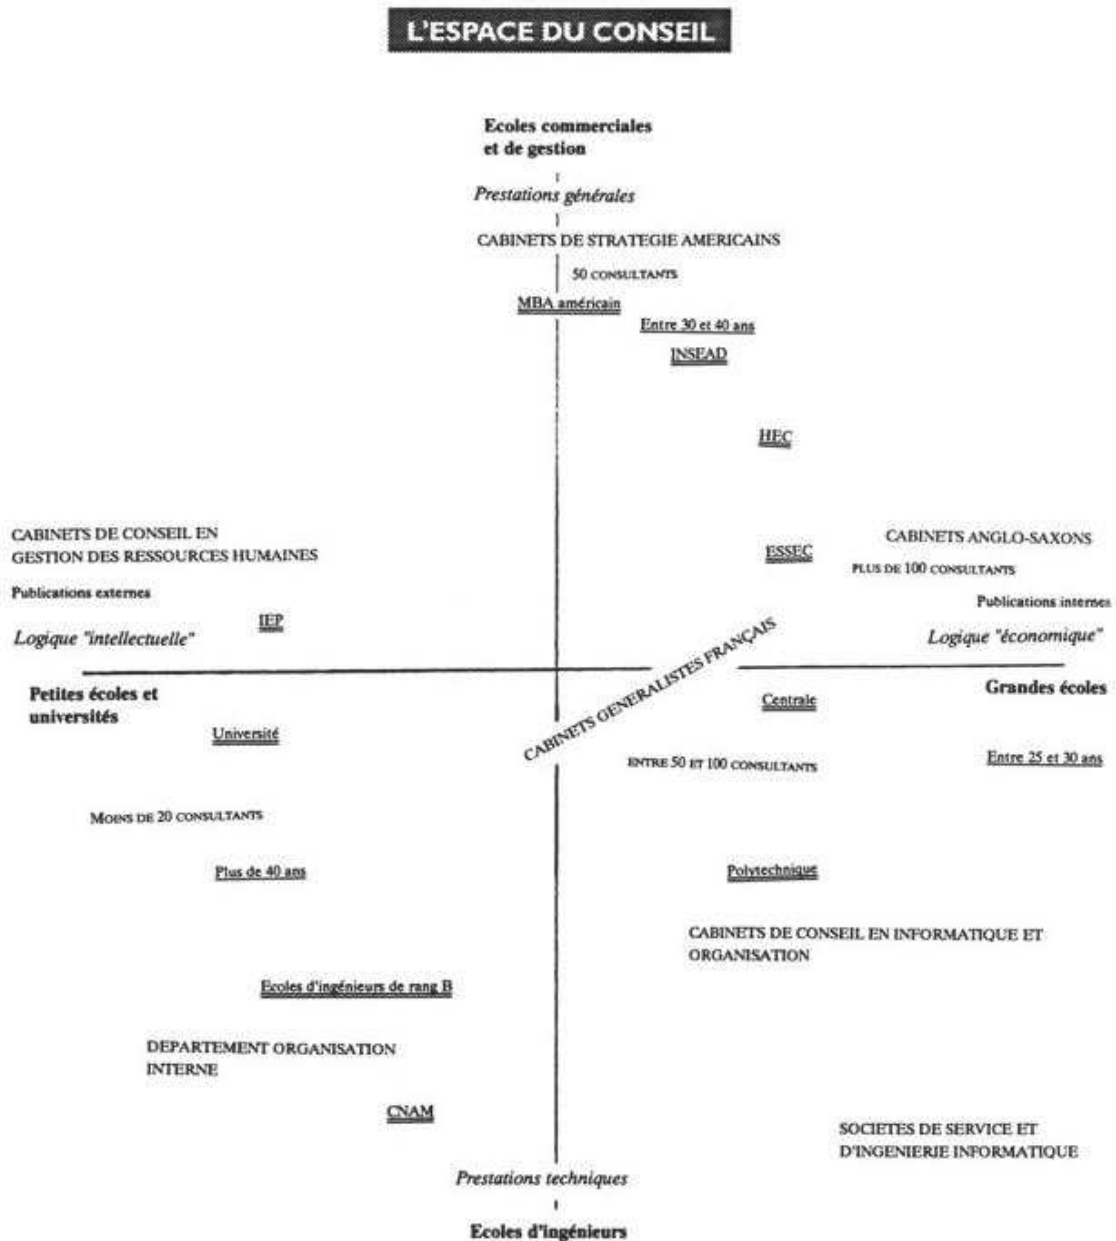 L'ESPACE DU CONSEIL
Ecoles commerciales
et de gestion
Prestations générales
CABINETS DE STRATEGIE AMERICAINS
50 CONSULTANTS
MBA américain
Entre 30 et 40 ans
INSEAD
HEC
CABINETS DE CONSEIL EN
GESTION DES RESSOURCES HUMAINES
CABINETS ANGLO-SAXONS
ESSEC
PLUS DE 100 CONSULTANTS
Publications externes
Publications internes
IEP
Logique "intellectuelle"
Logique "économique"
CABINETS GENERALISTES FRANÇAIS
Petites écoles et
universités
Grandes écoles
Centrale
Université
ENTRE 50 ET 100 CONSULTANTS
Entre 25 et 30 ans
MOINS DE 20 CONSULTANTS
Plus de 40 ans
Polytechnique
CABINETS DE CONSEIL EN INFORMATIQUE ET
ORGANISATION
Ecoles d'ingénieurs de rang B
DEPARTEMENT ORGANISATION
INTERNE
CNAM
SOCIETES DE SERVICE ET
D'INGENIERIE INFORMATIQUE
Prestations techniques
Ecoles d'ingénieurs